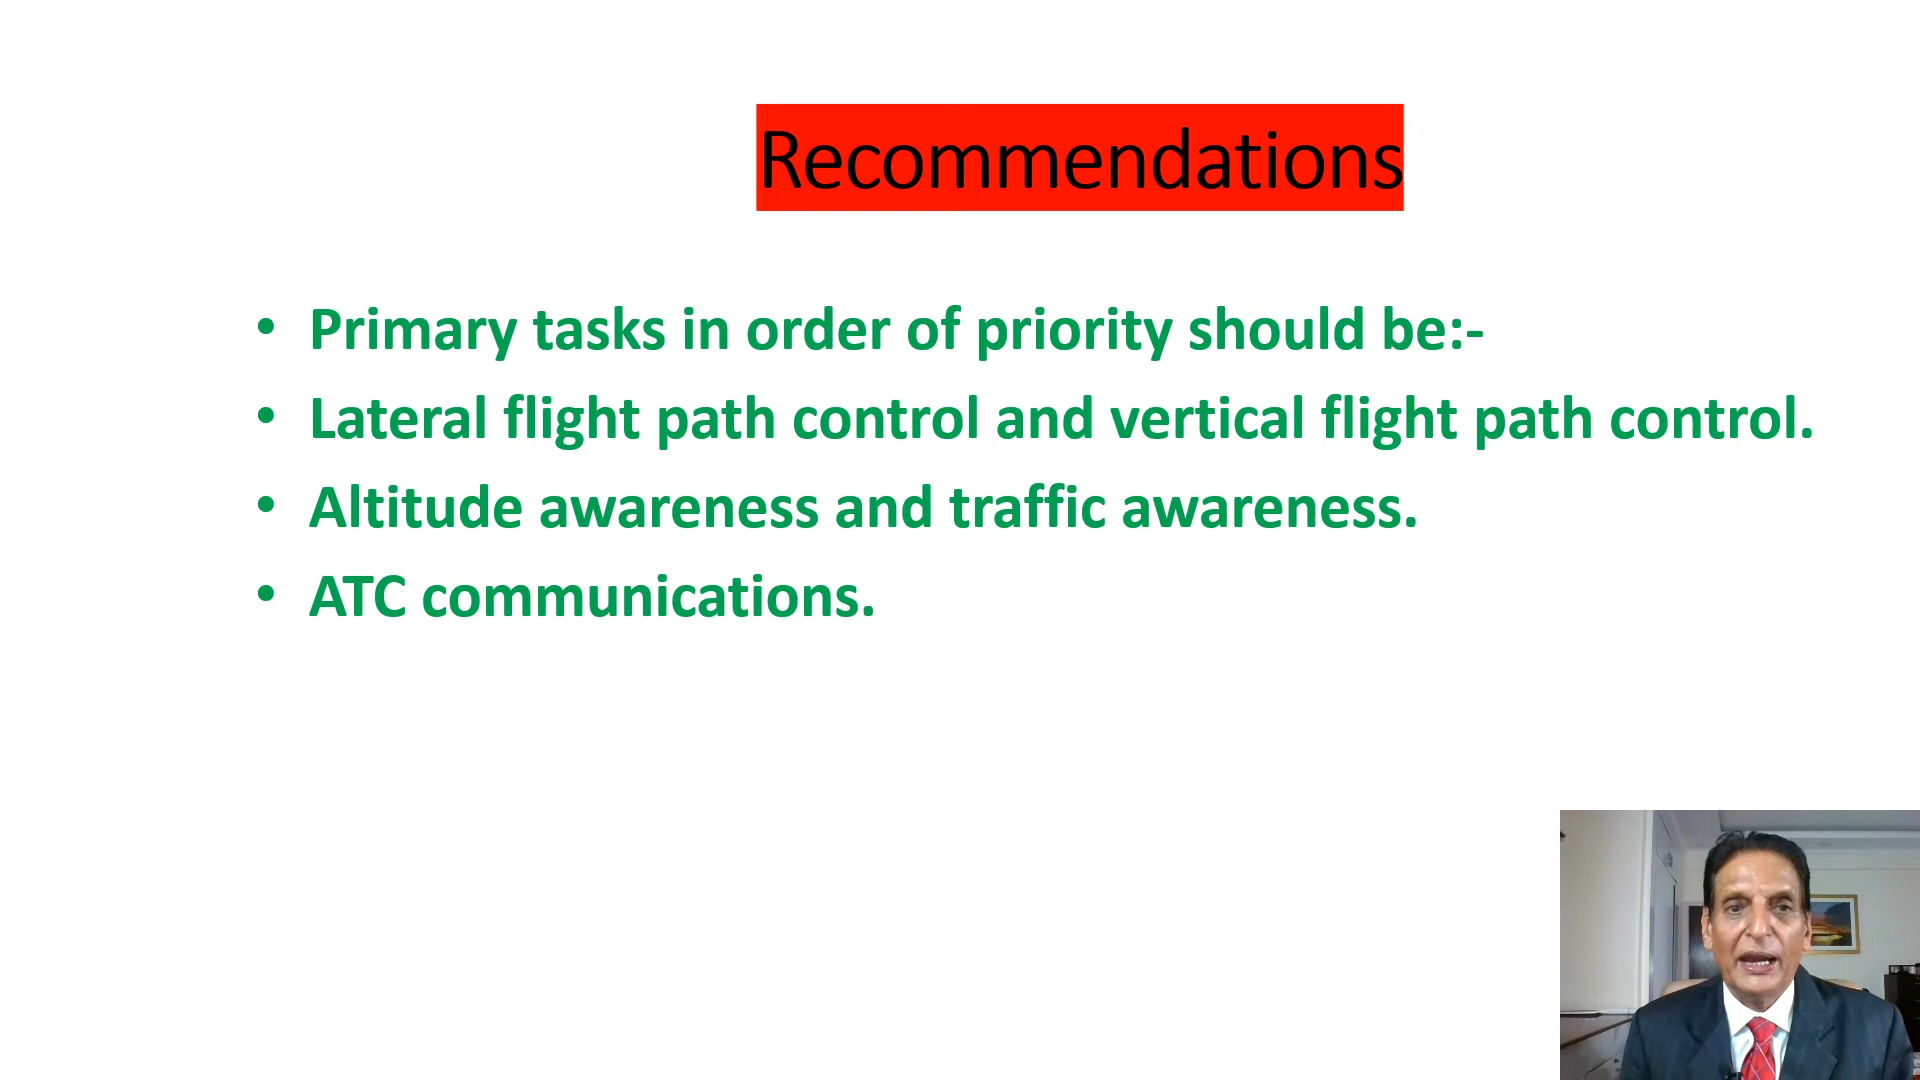 Recommendations
• Primary tasks in order of priority should be:-
• Lateral flight path control and vertical flight path control.
• Altitude awareness and traffic awareness.
• ATC communications.